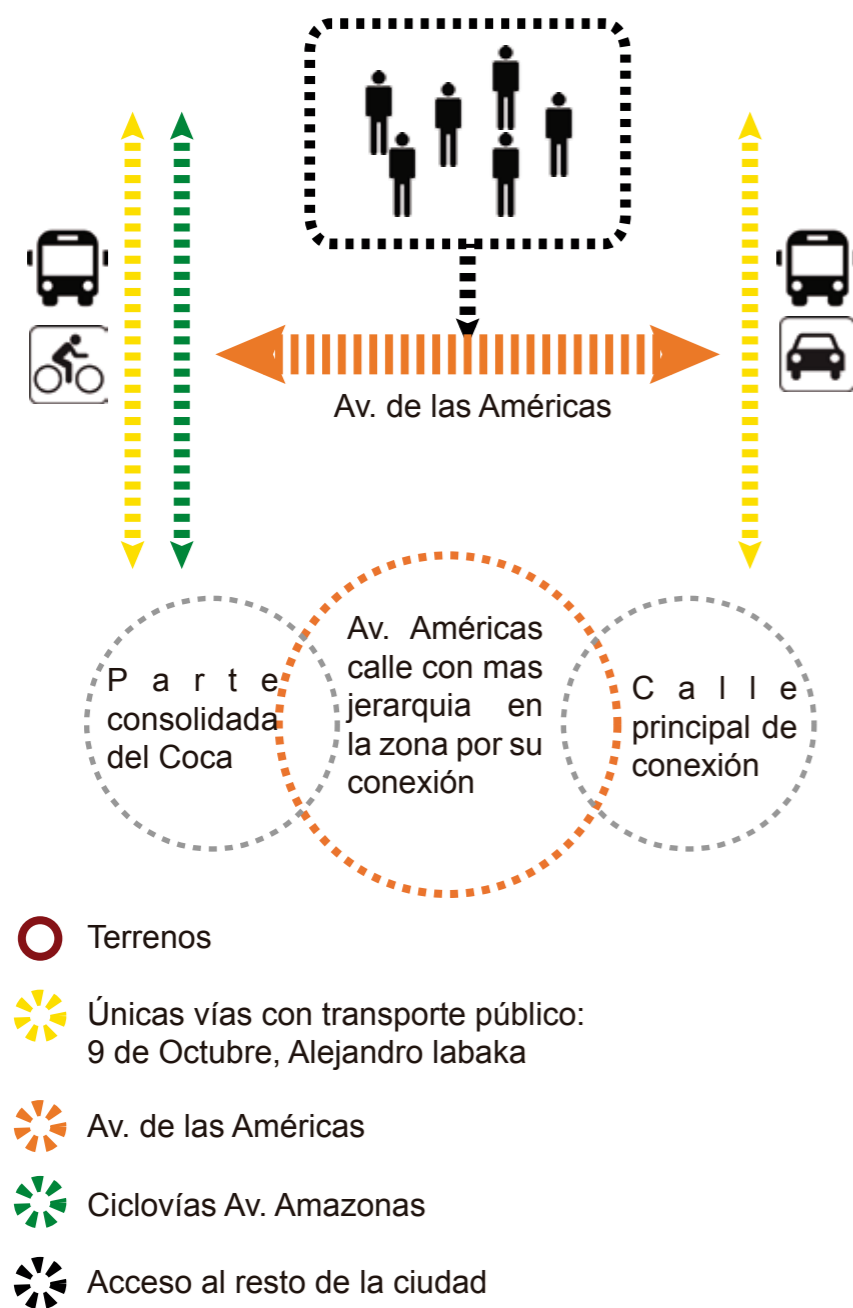 Av. de las Américas
Parte
consolidada
del Coca
Av. Américas
calle con mas
jerarquia en
la zona por su
conexión
Calle
principal de
conexión
Terrenos
Únicas vías con transporte público:
9 de Octubre, Alejandro labaka
Av. de las Américas
Ciclovías Av. Amazonas
Acceso al resto de la ciudad